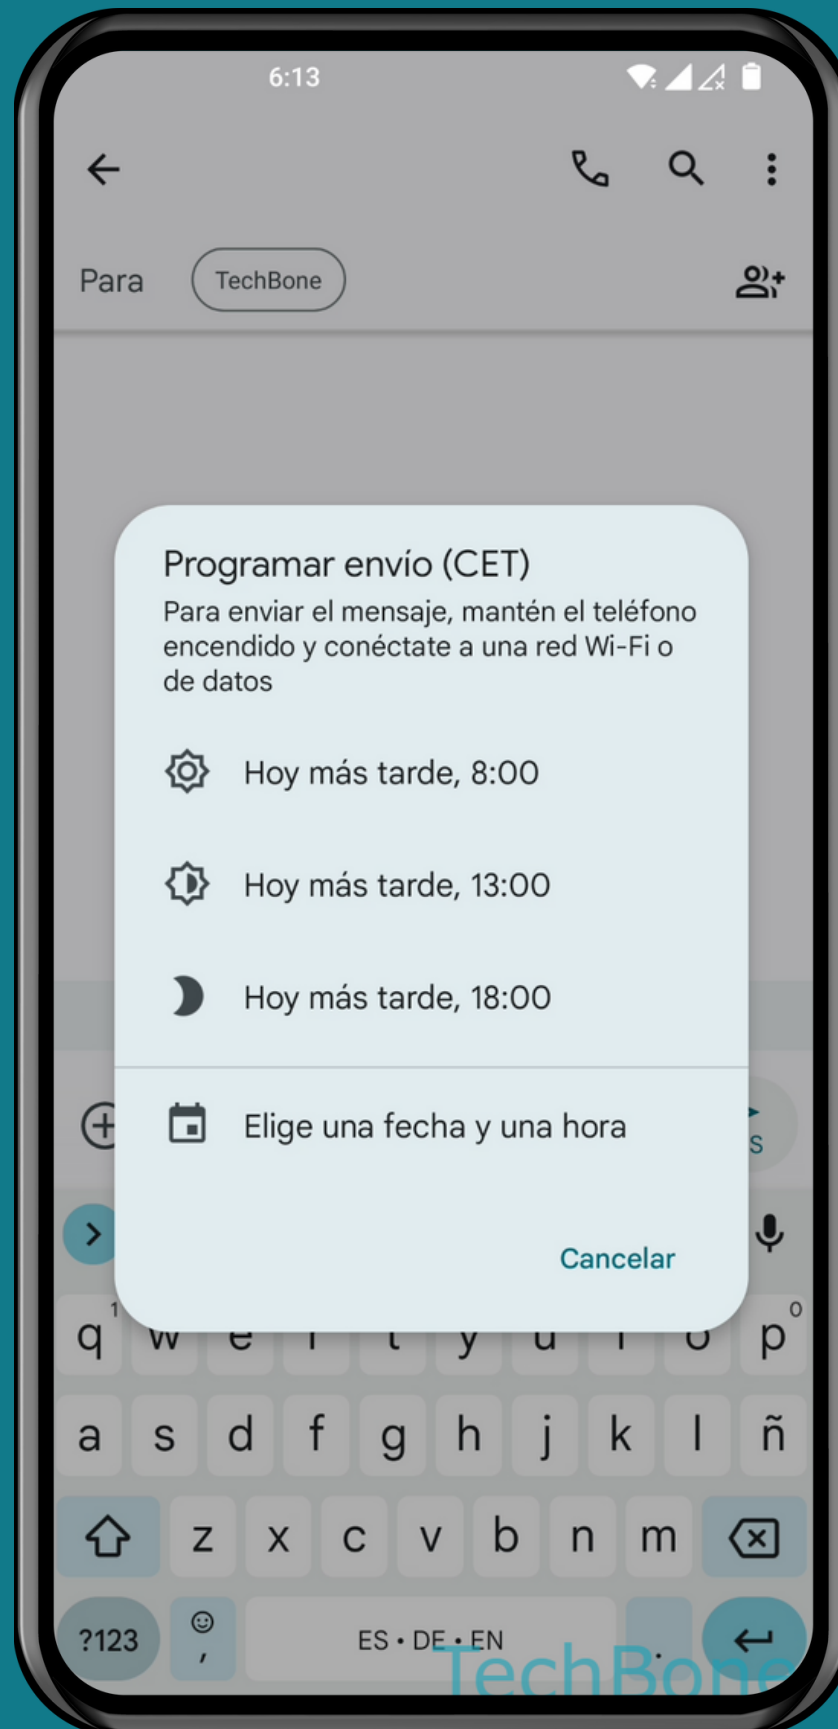 6:13
Para TechBone
Programar envío (CET)
Para enviar el mensaje, mantén el teléfono
encendido y conéctate a una red Wi-Fi o
de datos
Hoy más tarde, 8:00
Hoy más tarde, 13:00
Hoy más tarde, 18:00
Elige una fecha y una hora
S
Cancelar
1 0
q w e r t y u i o p
a s d f g h j k l ñ
z x c v b n m
?123 , ES • DE • EN .
TechBone